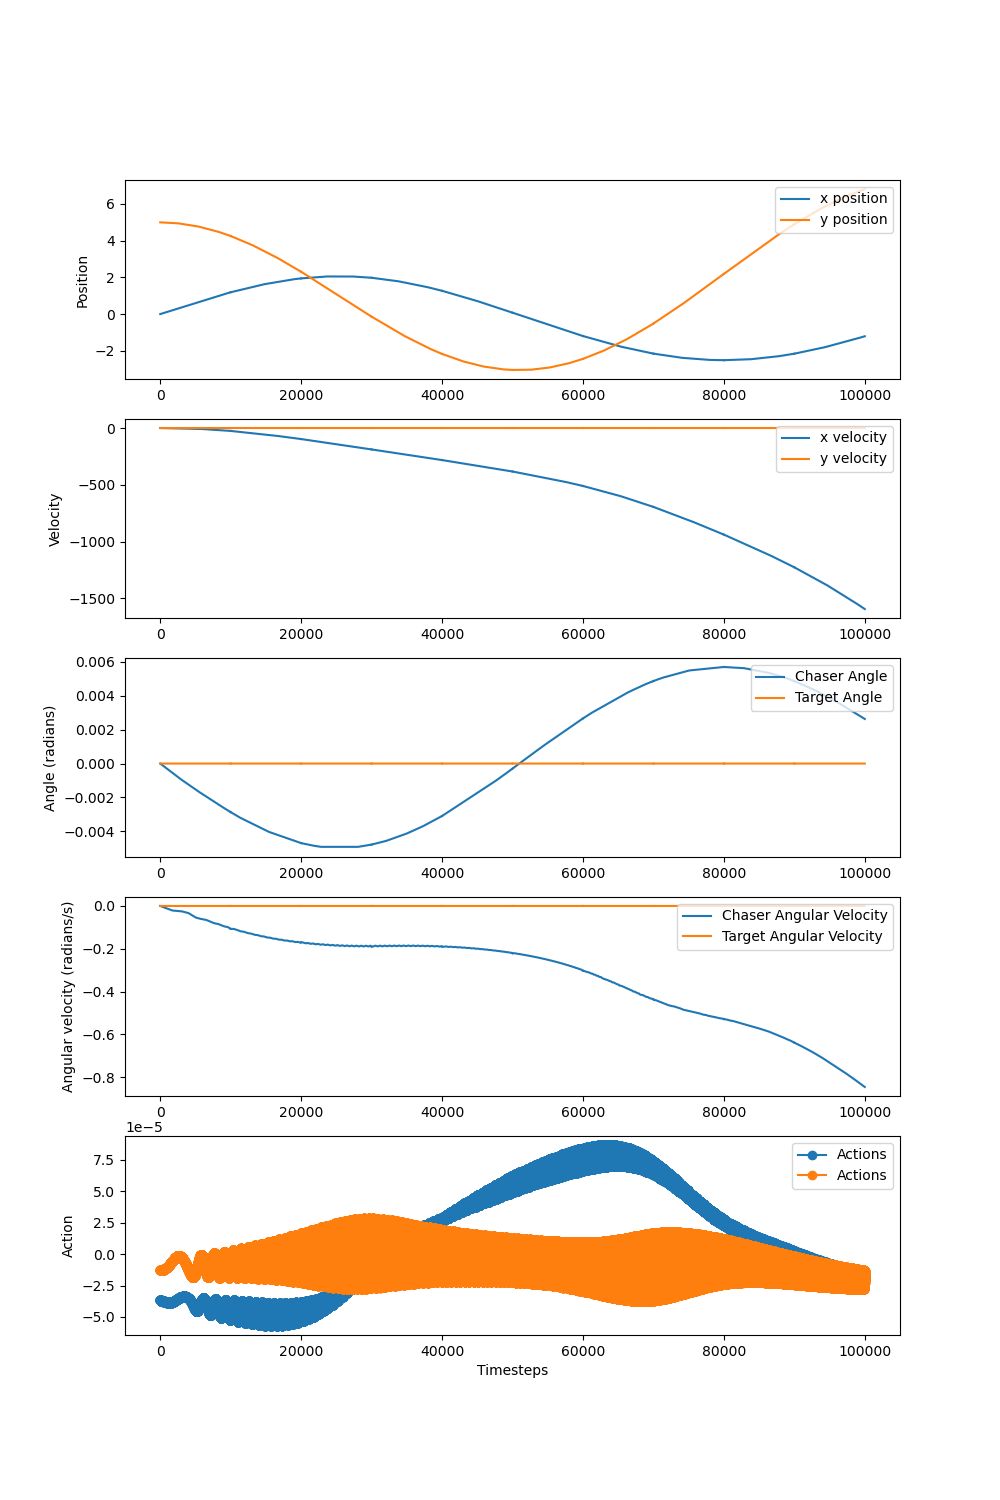 6
4
2
0
−2
Position
x position
y position
0 20000 40000 60000 80000 100000
0
−500
−1000
−1500
Velocity
x velocity
y velocity
0 20000 40000 60000 80000 100000
0.006
0.004
0.002
0.000
−0.002
−0.004
Angle (radians)
Chaser Angle
Target Angle
0 20000 40000 60000 80000 100000
0.0
−0.2
−0.4
−0.6
−0.8
Angular velocity (radians/s)
Chaser Angular Velocity
Target Angular Velocity
0 20000 40000 60000 80000 100000
1e−5
7.5
5.0
2.5
0.0
−2.5
−5.0
Action
Actions
Actions
0 20000 40000 60000 80000 100000
Timesteps